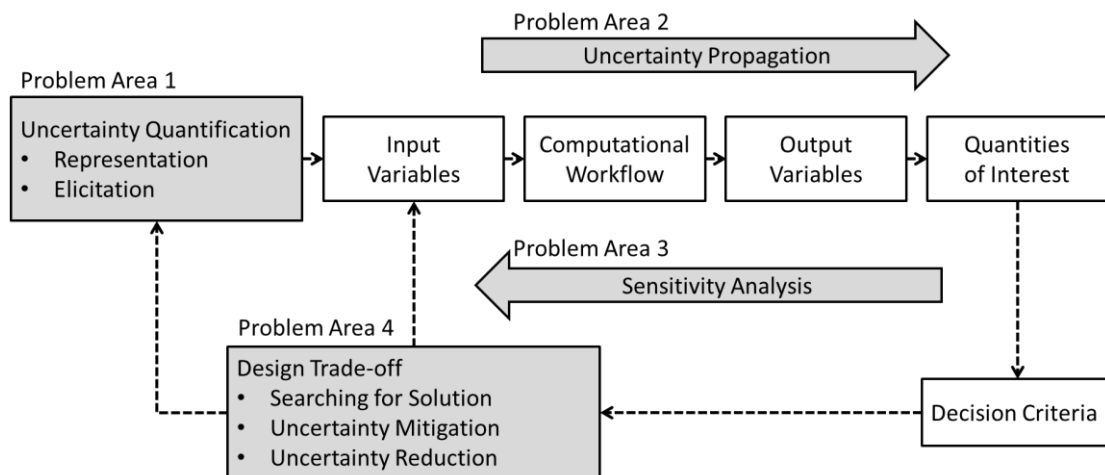 Problem Area 2
Uncertainty Propagation
Problem Area 1
Uncertainty Quantification
• Representation
• Elicitation
Input
Variables
Computational
Workflow
Output
Variables
Quantities
of Interest
Problem Area 3
Sensitivity Analysis
Problem Area 4
Design Trade-off
• Searching for Solution
• Uncertainty Mitigation
• Uncertainty Reduction
Decision Criteria